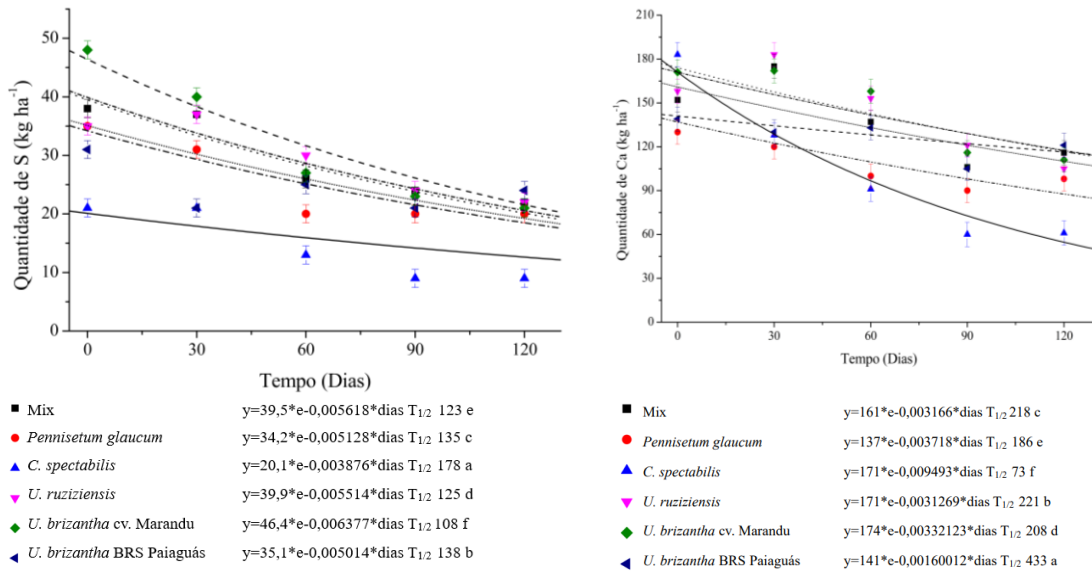 Quantidade de S (kg ha⁻¹)
50
40
30
20
10
0
0 30 60 90 120
Tempo (Dias)
Mix y=39,5*e-0,005618*dias T1/2 123 e
Pennisetum glaucum y=34,2*e-0,005128*dias T1/2 135 c
C. spectabilis y=20,1*e-0,003876*dias T1/2 178 a
U. ruziziensis y=39,9*e-0,005514*dias T1/2 125 d
U. brizantha cv. Marandu y=46,4*e-0,006377*dias T1/2 108 f
U. brizantha BRS Paiaguás y=35,1*e-0,005014*dias T1/2 138 b
Quantidade de Ca (kg ha⁻¹)
210
180
150
120
90
60
30
0
0 30 60 90 120
Tempo (Dias)
Mix y=161*e-0,003166*dias T1/2 218 c
Pennisetum glaucum y=137*e-0,003718*dias T1/2 186 e
C. spectabilis y=171*e-0,009493*dias T1/2 73 f
U. ruziziensis y=171*e-0,0031269*dias T1/2 221 b
U. brizantha cv. Marandu y=174*e-0,00332123*dias T1/2 208 d
U. brizantha BRS Paiaguás y=141*e-0,00160012*dias T1/2 433 a